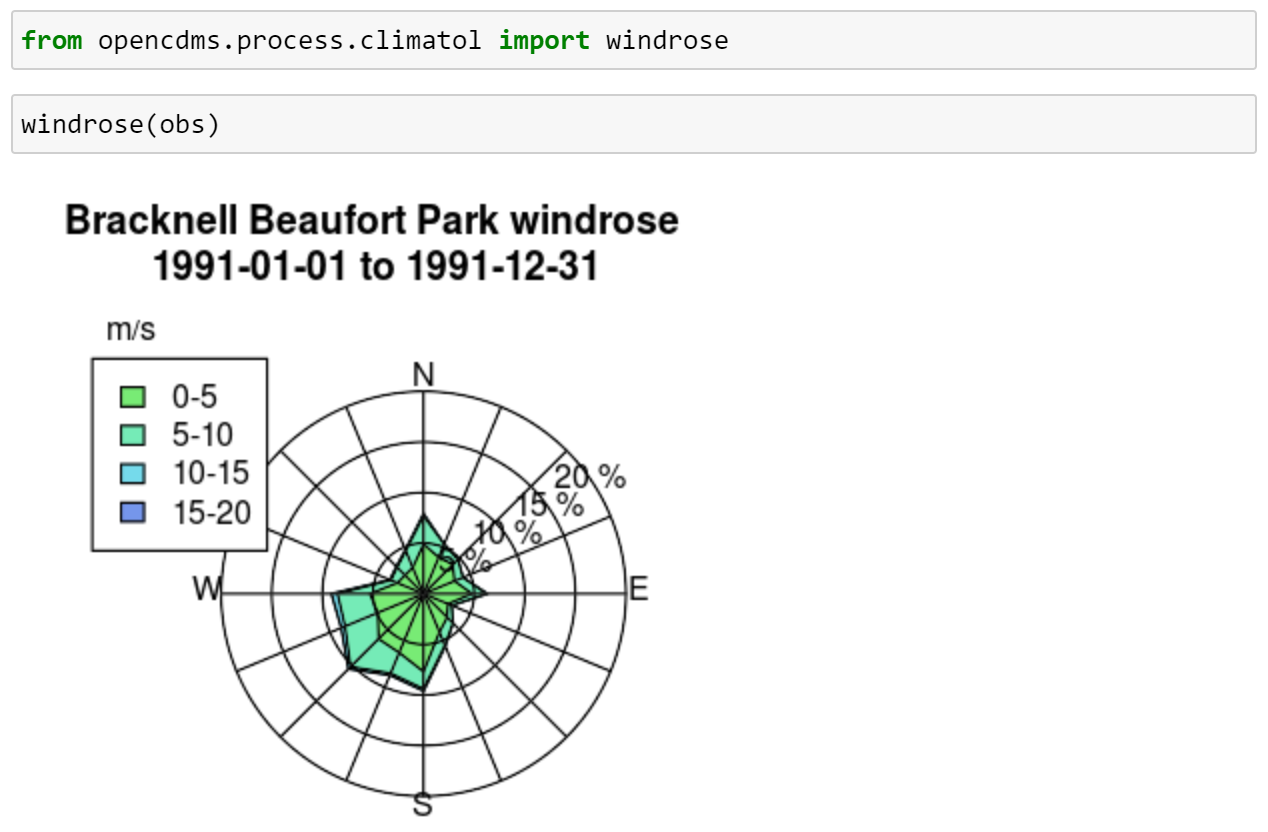 from opencdms.process.climatol import windrose
windrose(obs)
Bracknell Beaufort Park windrose
1991-01-01 to 1991-12-31
m/s
0-5
5-10
10-15
15-20
N
20 %
15 %
10 %
5 %
W
E
S